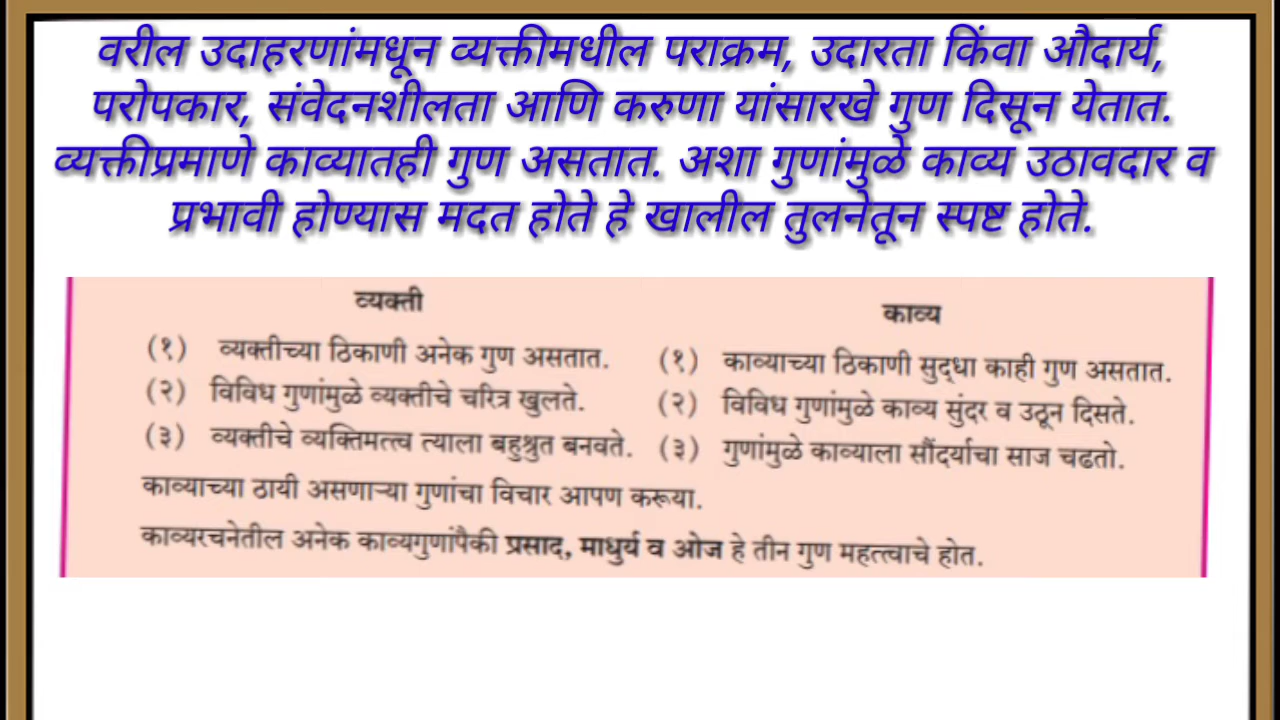 वरील उदाहरणांमधून व्यक्तीमधील पराक्रम, उदारता किंवा औदार्य,
परोपकार, संवेदनशीलता आणि करुणा यांसारखे गुण दिसून येतात.
व्यक्तीप्रमाणे काव्यातही गुण असतात. अशा गुणांमुळे काव्य उठावदार व
प्रभावी होण्यास मदत होते हे खालील तुलनेतून स्पष्ट होते.
व्यक्ती
(१) व्यक्तीच्या ठिकाणी अनेक गुण असतात.
(२) विविध गुणांमुळे व्यक्तीचे चरित्र खुलते.
(३) व्यक्तीचे व्यक्तिमत्त्व त्याला बहुश्रुत बनवते.
काव्य
(१) काव्याच्या ठिकाणी सुद्धा काही गुण असतात.
(२) विविध गुणांमुळे काव्य सुंदर व उठून दिसते.
(३) गुणांमुळे काव्याला सौंदर्याचा साज चढतो.
काव्याच्या ठायी असणाऱ्या गुणांचा विचार आपण करूया.
काव्यरचनेतील अनेक काव्यगुणांपैकी प्रसाद, माधुर्य व ओज हे तीन गुण महत्त्वाचे होत.